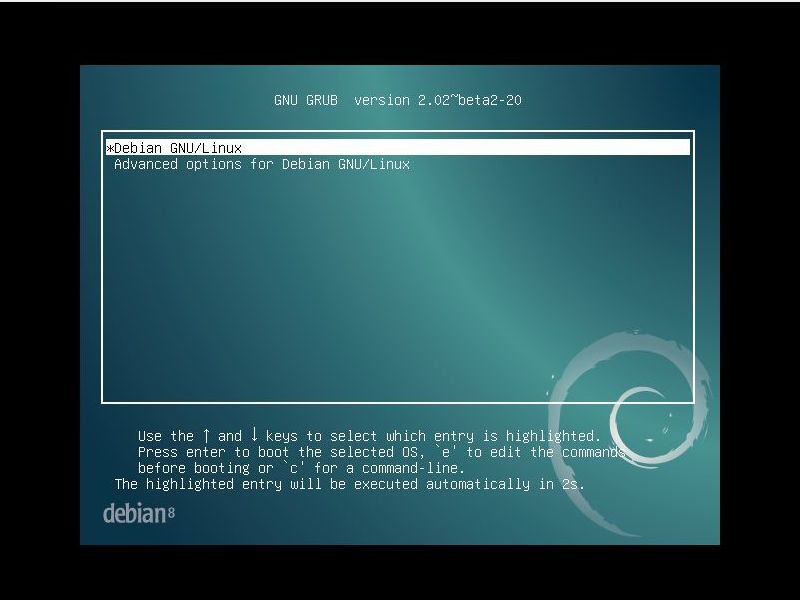 GNU GRUB  version 2.02~beta2-20
*Debian GNU/Linux
Advanced options for Debian GNU/Linux
Use the ↑ and ↓ keys to select which entry is highlighted.
Press enter to boot the selected OS, `e' to edit the commands
before booting or `c' for a command-line.
The highlighted entry will be executed automatically in 2s.
debian 8